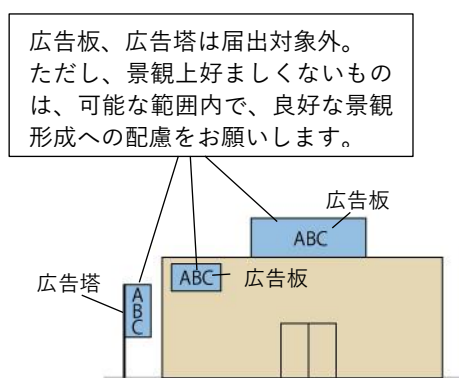 広告板、広告塔は届出対象外。
ただし、景観上好ましくないもの
は、可能な範囲内で、良好な景観
形成への配慮をお願いします。
広告板
ABC
広告塔
ABC
広告板
ABC